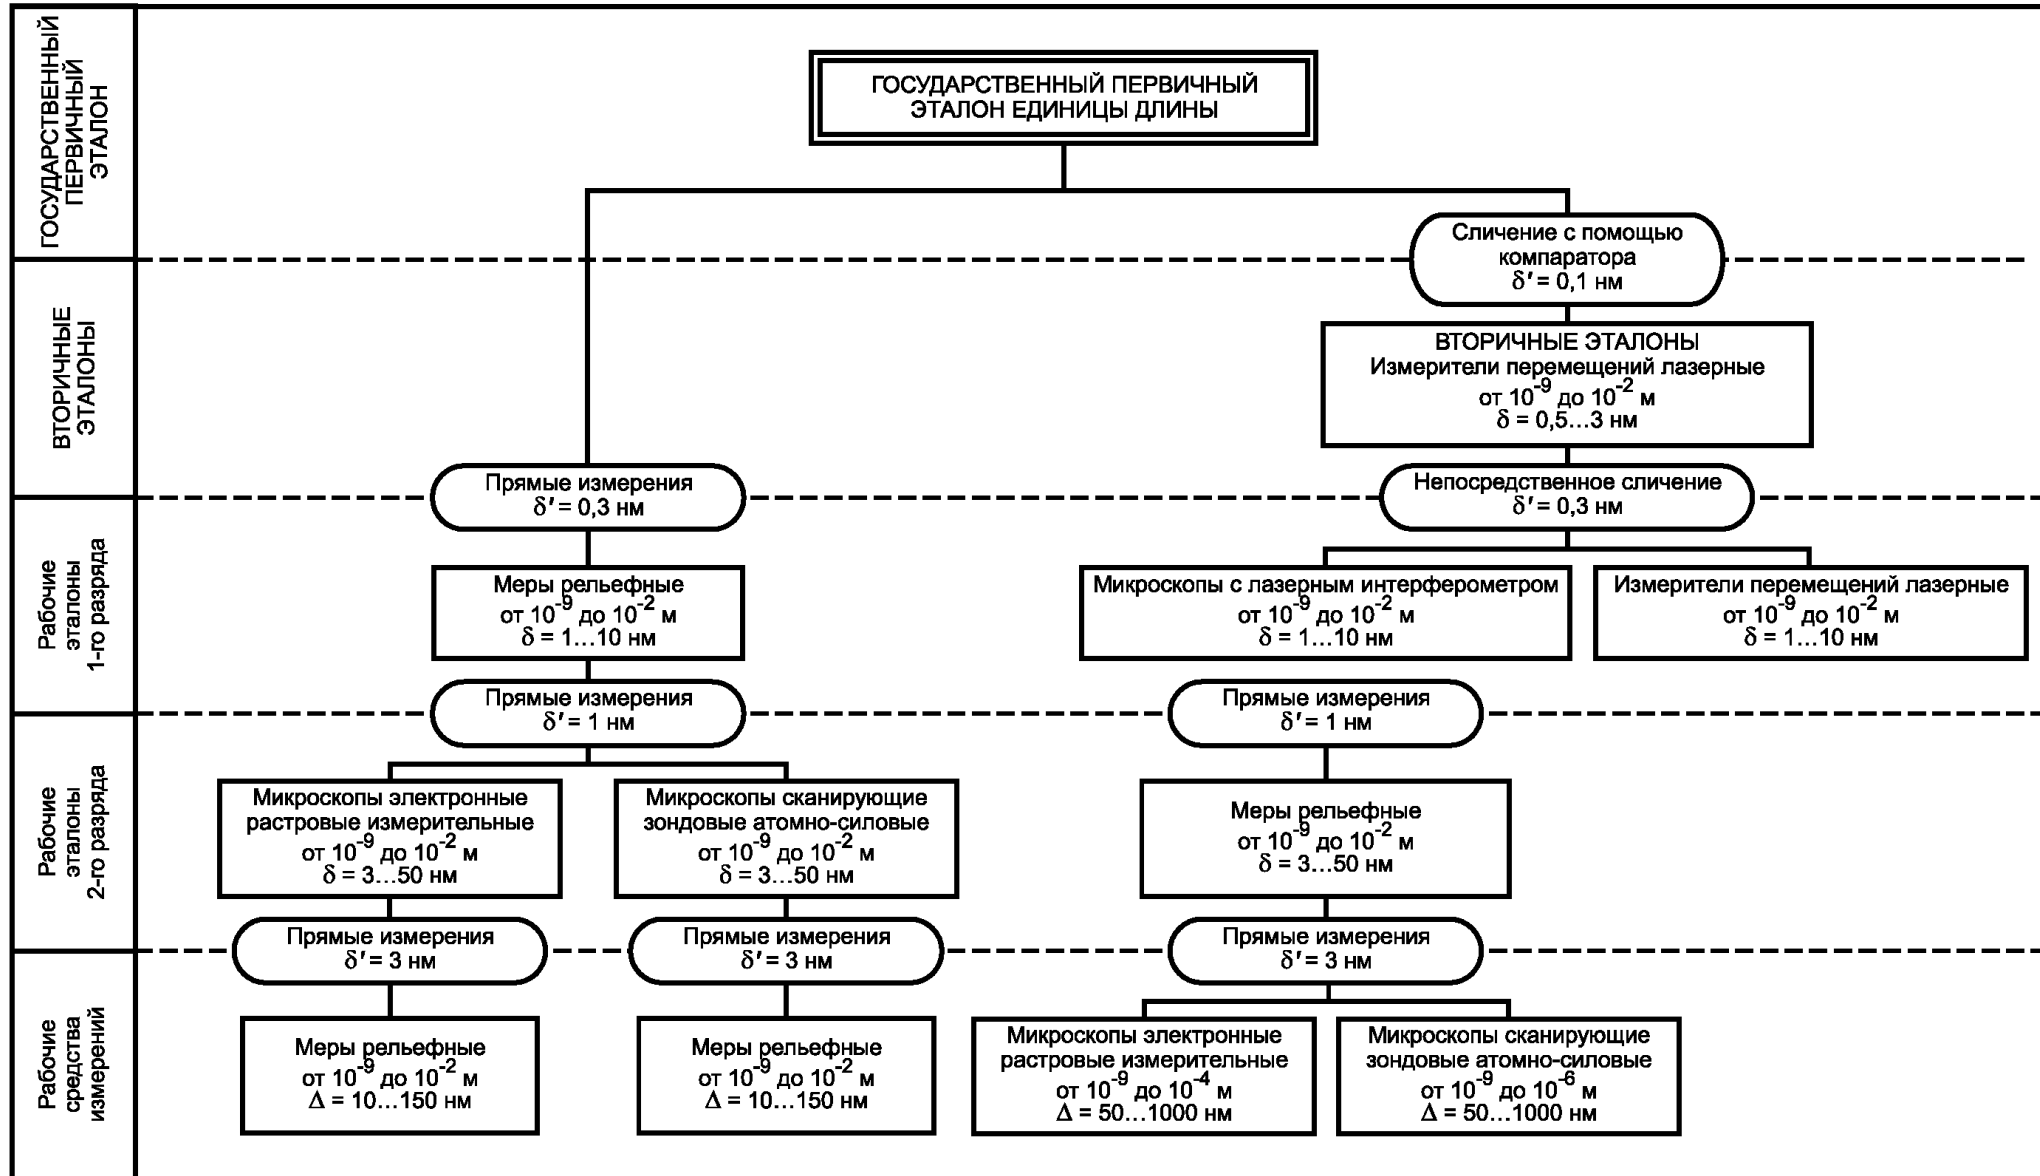 ГОСУДАРСТВЕННЫЙ
ПЕРВИЧНЫЙ
ЭТАЛОН
ГОСУДАРСТВЕННЫЙ ПЕРВИЧНЫЙ
ЭТАЛОН ЕДИНИЦЫ ДЛИНЫ
Сличение с помощью
компаратора
δ′ = 0,1 нм
ВТОРИЧНЫЕ
ЭТАЛОНЫ
ВТОРИЧНЫЕ ЭТАЛОНЫ
Измерители перемещений лазерные
от 10⁻⁹ до 10⁻² м
δ = 0,5...3 нм
Прямые измерения
δ′ = 0,3 нм
Непосредственное сличение
δ′ = 0,3 нм
Рабочие
эталоны
1-го разряда
Меры рельефные
от 10⁻⁹ до 10⁻² м
δ = 1...10 нм
Микроскопы с лазерным интерферометром
от 10⁻⁹ до 10⁻² м
δ = 1...10 нм
Измерители перемещений лазерные
от 10⁻⁹ до 10⁻² м
δ = 1...10 нм
Прямые измерения
δ′ = 1 нм
Прямые измерения
δ′ = 1 нм
Рабочие
эталоны
2-го разряда
Микроскопы электронные
растровые измерительные
от 10⁻⁹ до 10⁻² м
δ = 3...50 нм
Микроскопы сканирующие
зондовые атомно-силовые
от 10⁻⁹ до 10⁻² м
δ = 3...50 нм
Меры рельефные
от 10⁻⁹ до 10⁻² м
δ = 3...50 нм
Прямые измерения
δ′ = 3 нм
Прямые измерения
δ′ = 3 нм
Прямые измерения
δ′ = 3 нм
Рабочие
средства
измерений
Меры рельефные
от 10⁻⁹ до 10⁻² м
Δ = 10...150 нм
Меры рельефные
от 10⁻⁹ до 10⁻² м
Δ = 10...150 нм
Микроскопы электронные
растровые измерительные
от 10⁻⁹ до 10⁻⁴ м
Δ = 50...1000 нм
Микроскопы сканирующие
зондовые атомно-силовые
от 10⁻⁹ до 10⁻⁶ м
Δ = 50...1000 нм